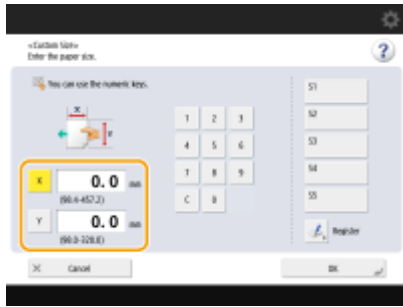 <Custom Size>
Enter the paper size.
?
You can use the numeric keys.
X
Y
1 2 3
4 5 6
7 8 9
C 0
X 0.0 mm
(98.4-457.2)
Y 0.0 mm
(90.0-320.0)
S1
S2
S3
S4
S5
Register
Cancel
OK